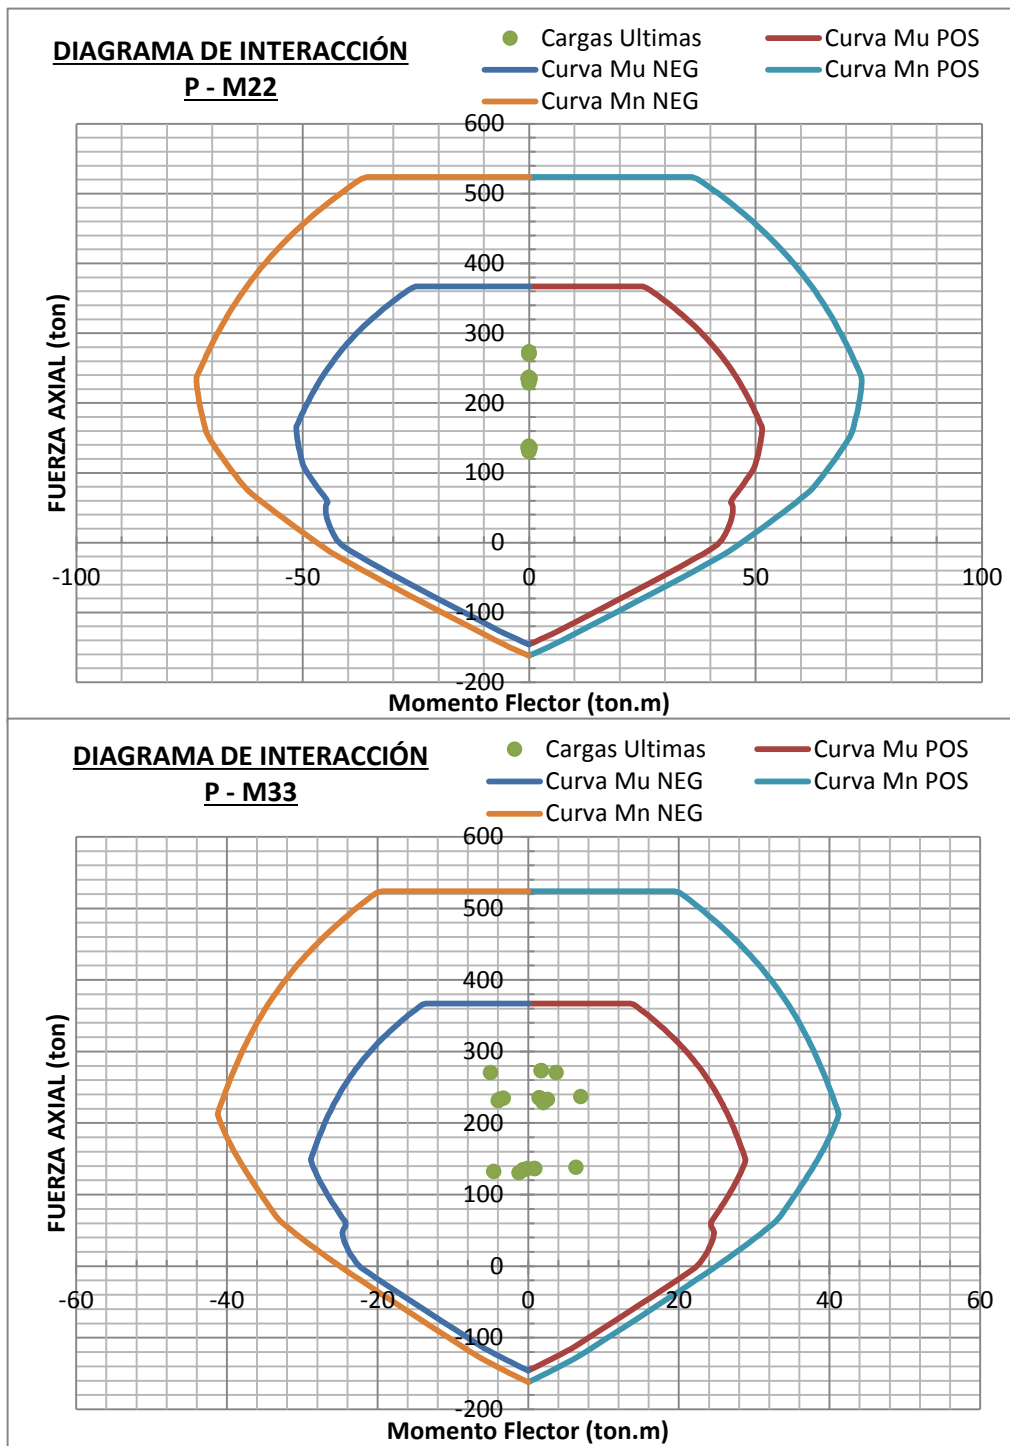 DIAGRAMA DE INTERACCIÓN
P - M22
Cargas Ultimas
Curva Mu POS
Curva Mu NEG
Curva Mn POS
Curva Mn NEG
600
500
400
300
200
100
0
-100
-200
-100
-50
0
50
100
FUERZA AXIAL (ton)
Momento Flector (ton.m)
DIAGRAMA DE INTERACCIÓN
P - M33
Cargas Ultimas
Curva Mu POS
Curva Mu NEG
Curva Mn POS
Curva Mn NEG
600
500
400
300
200
100
0
-100
-200
-60
-40
-20
0
20
40
60
FUERZA AXIAL (ton)
Momento Flector (ton.m)